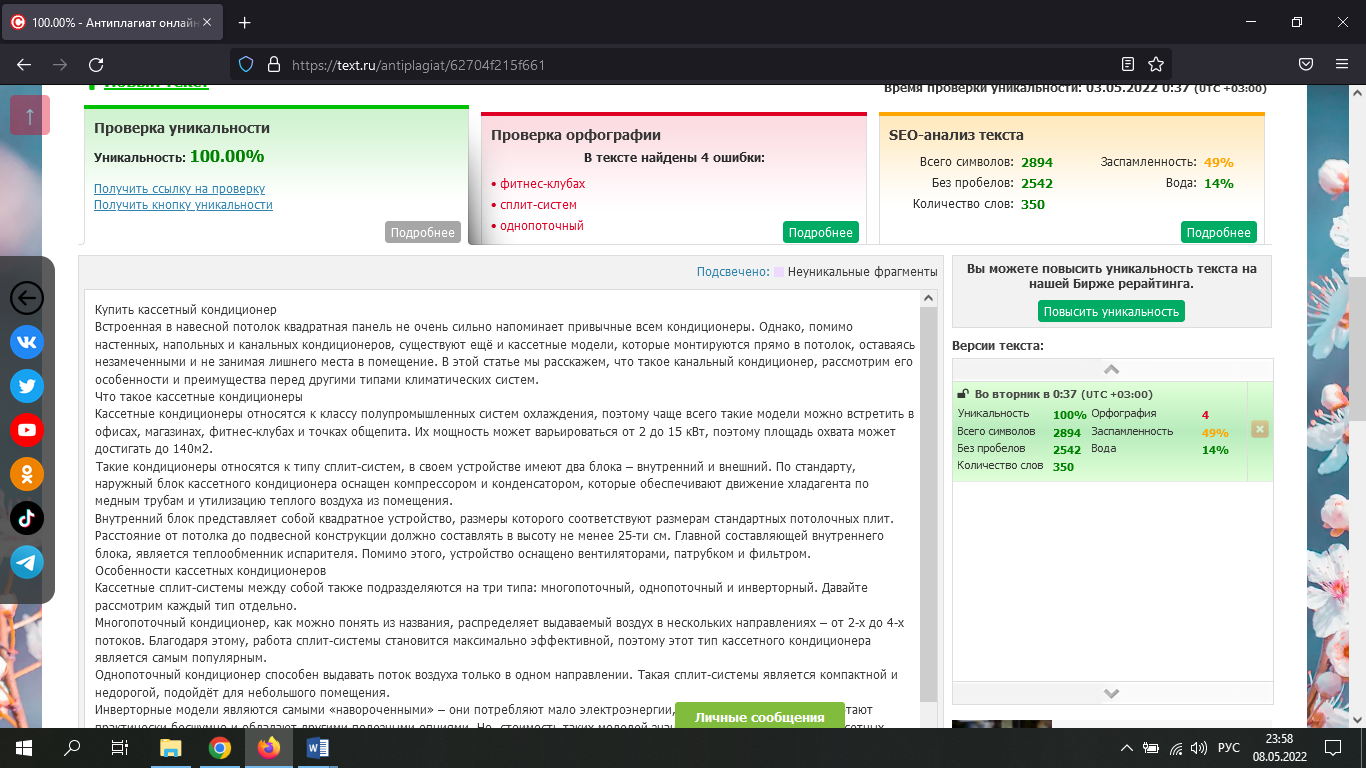 100.00% - Антиплагиат онлайн
https://text.ru/antiplagiat/62704f215f661
Новый текст
Время проверки уникальности: 03.05.2022 0:37 (UTC +03:00)
Проверка уникальности
Уникальность: 100.00%
Получить ссылку на проверку
Получить кнопку уникальности
Подробнее
Проверка орфографии
В тексте найдены 4 ошибки:
• фитнес-клубах
• сплит-систем
• однопоточный
Подробнее
SEO-анализ текста
Всего символов: 2894 Заспамленность: 49%
Без пробелов: 2542 Вода: 14%
Количество слов: 350
Подробнее
Подсвечено: Неуникальные фрагменты
Купить кассетный кондиционер
Встроенная в навесной потолок квадратная панель не очень сильно напоминает привычные всем кондиционеры. Однако, помимо
настенных, напольных и канальных кондиционеров, существуют ещё и кассетные модели, которые монтируются прямо в потолок, оставаясь
незамеченными и не занимая лишнего места в помещение. В этой статье мы расскажем, что такое канальный кондиционер, рассмотрим его
особенности и преимущества перед другими типами климатических систем.
Что такое кассетные кондиционеры
Кассетные кондиционеры относятся к классу полупромышленных систем охлаждения, поэтому чаще всего такие модели можно встретить в
офисах, магазинах, фитнес-клубах и точках общепита. Их мощность может варьироваться от 2 до 15 кВт, поэтому площадь охвата может
достигать до 140м2.
Такие кондиционеры относятся к типу сплит-систем, в своем устройстве имеют два блока – внутренний и внешний. По стандарту,
наружный блок кассетного кондиционера оснащен компрессором и конденсатором, которые обеспечивают движение хладагента по
медным трубам и утилизацию теплого воздуха из помещения.
Внутренний блок представляет собой квадратное устройство, размеры которого соответствуют размерам стандартных потолочных плит.
Расстояние от потолка до подвесной конструкции должно составлять в высоту не менее 25-ти см. Главной составляющей внутреннего
блока, является теплообменник испарителя. Помимо этого, устройство оснащено вентиляторами, патрубком и фильтром.
Особенности кассетных кондиционеров
Кассетные сплит-системы между собой также подразделяются на три типа: многопоточный, однопоточный и инверторный. Давайте
рассмотрим каждый тип отдельно.
Многопоточный кондиционер, как можно понять из названия, распределяет выдаваемый воздух в нескольких направлениях – от 2-х до 4-х
потоков. Благодаря этому, работа сплит-системы становится максимально эффективной, поэтому этот тип кассетного кондиционера
является самым популярным.
Однопоточный кондиционер способен выдавать поток воздуха только в одном направлении. Такая сплит-системы является компактной и
недорогой, подойдёт для небольшого помещения.
Инверторные модели являются самыми «навороченными» – они потребляют мало электроэнергии,
практически бесшумно и обладают другими полезными опциями. Но, стоимость таких моделей
Личные сообщения
Вы можете повысить уникальность текста на
нашей Бирже рерайтинга.
Повысить уникальность
Версии текста:
Во вторник в 0:37 (UTC +03:00)
Уникальность 100% Орфография 4
Всего символов 2894 Заспамленность 49%
Без пробелов 2542 Вода 14%
Количество слов 350
РУС
23:58
08.05.2022